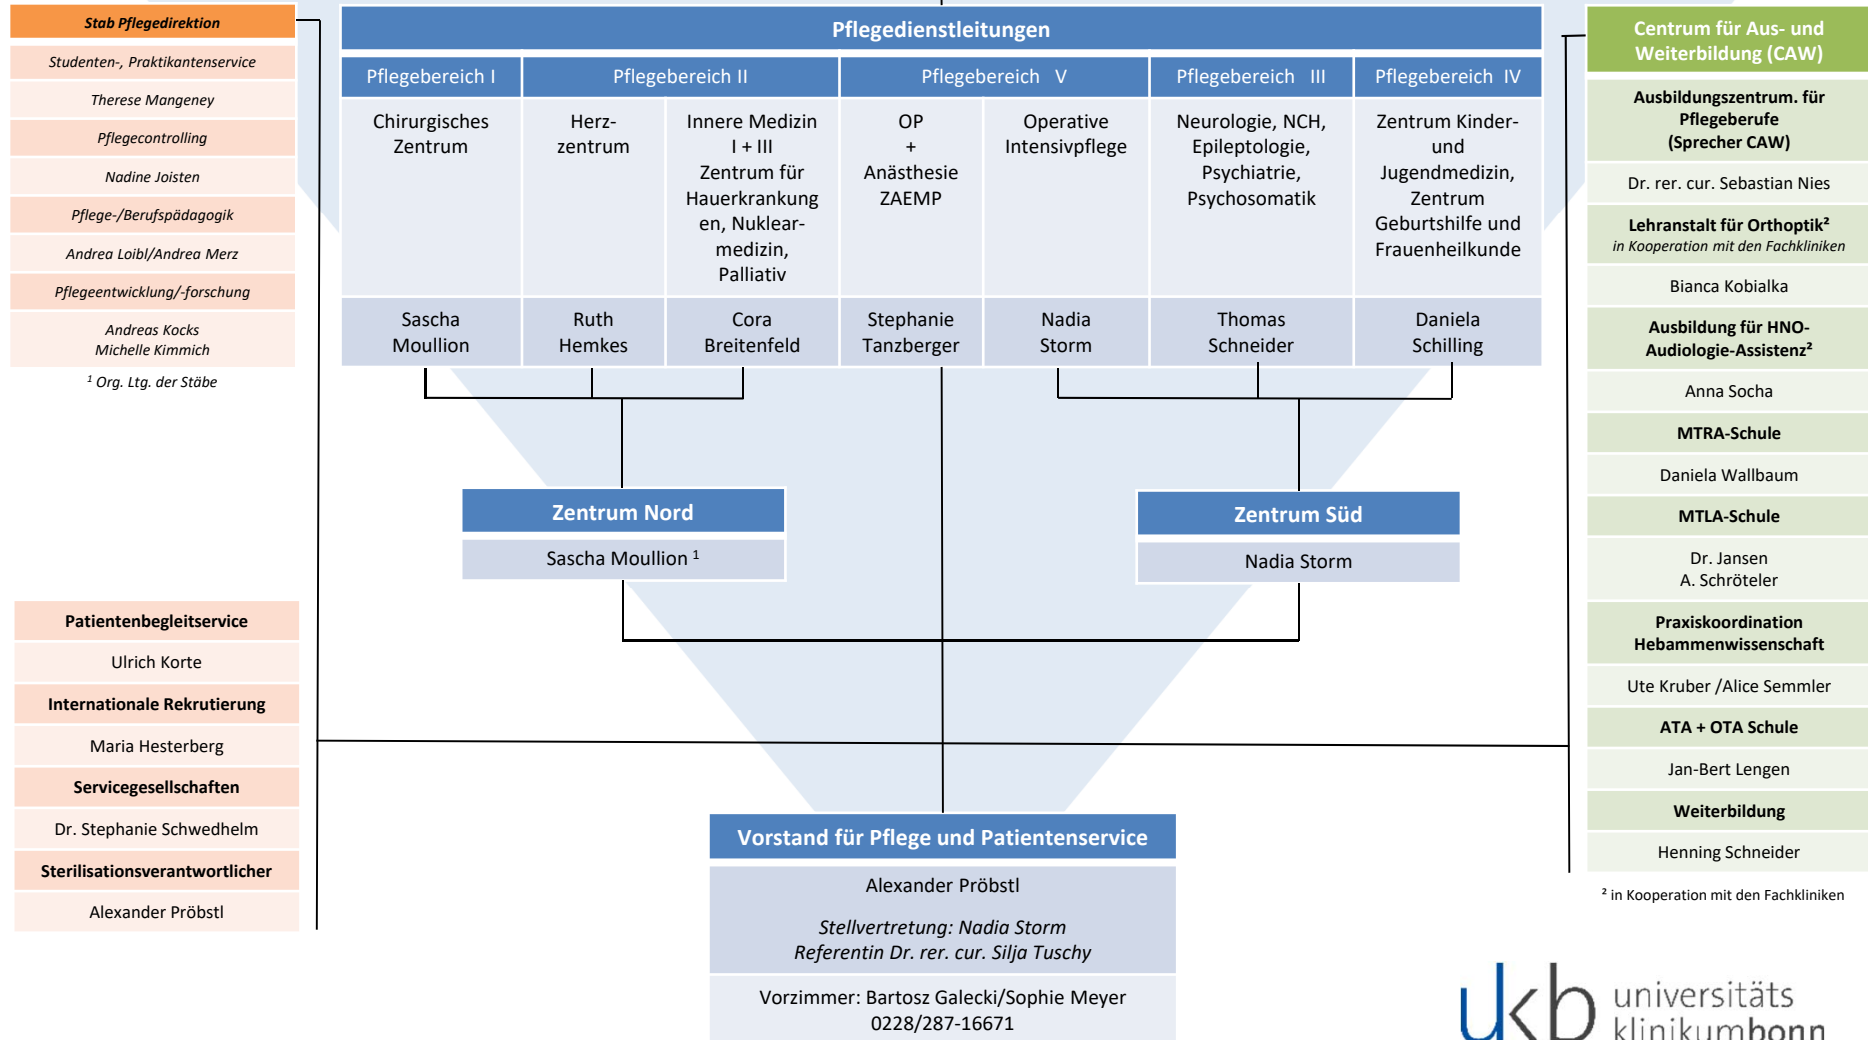 Stab Pflegedirektion
Studenten-, Praktikantenservice
Therese Mangeney
Pflegecontrolling
Nadine Joisten
Pflege-/Berufspädagogik
Andrea Loibl/Andrea Merz
Pflegeentwicklung/-forschung
Andreas Kocks
Michelle Kimmich
¹ Org. Ltg. der Stäbe
Patientenbegleitservice
Ulrich Korte
Internationale Rekrutierung
Maria Hesterberg
Servicegesellschaften
Dr. Stephanie Schwedhelm
Sterilisationsverantwortlicher
Alexander Pröbstl
Pflegedienstleitungen
Pflegebereich I
Pflegebereich II
Pflegebereich V
Pflegebereich III
Pflegebereich IV
Chirurgisches
Zentrum
Herz-
zentrum
Innere Medizin
I + III
Zentrum für
Hauerkrankung
en, Nuklear-
medizin,
Palliativ
OP
+
Anästhesie
ZAEMP
Operative
Intensivpflege
Neurologie, NCH,
Epileptologie,
Psychiatrie,
Psychosomatik
Zentrum Kinder-
und
Jugendmedizin,
Zentrum
Geburtshilfe und
Frauenheilkunde
Sascha
Moullion
Ruth
Hemkes
Cora
Breitenfeld
Stephanie
Tanzberger
Nadia
Storm
Thomas
Schneider
Daniela
Schilling
Zentrum Nord
Sascha Moullion ¹
Zentrum Süd
Nadia Storm
Vorstand für Pflege und Patientenservice
Alexander Pröbstl
Stellvertretung: Nadia Storm
Referentin Dr. rer. cur. Silja Tuschy
Vorzimmer: Bartosz Galecki/Sophie Meyer
0228/287-16671
Centrum für Aus- und
Weiterbildung (CAW)
Ausbildungszentrum. für
Pflegeberufe
(Sprecher CAW)
Dr. rer. cur. Sebastian Nies
Lehranstalt für Orthoptik²
in Kooperation mit den Fachkliniken
Bianca Kobialka
Ausbildung für HNO-
Audiologie-Assistenz²
Anna Socha
MTRA-Schule
Daniela Wallbaum
MTLA-Schule
Dr. Jansen
A. Schröteler
Praxiskoordination
Hebammenwissenschaft
Ute Kruber /Alice Semmler
ATA + OTA Schule
Jan-Bert Lengen
Weiterbildung
Henning Schneider
² in Kooperation mit den Fachkliniken
ukb universitäts
klinikumbonn